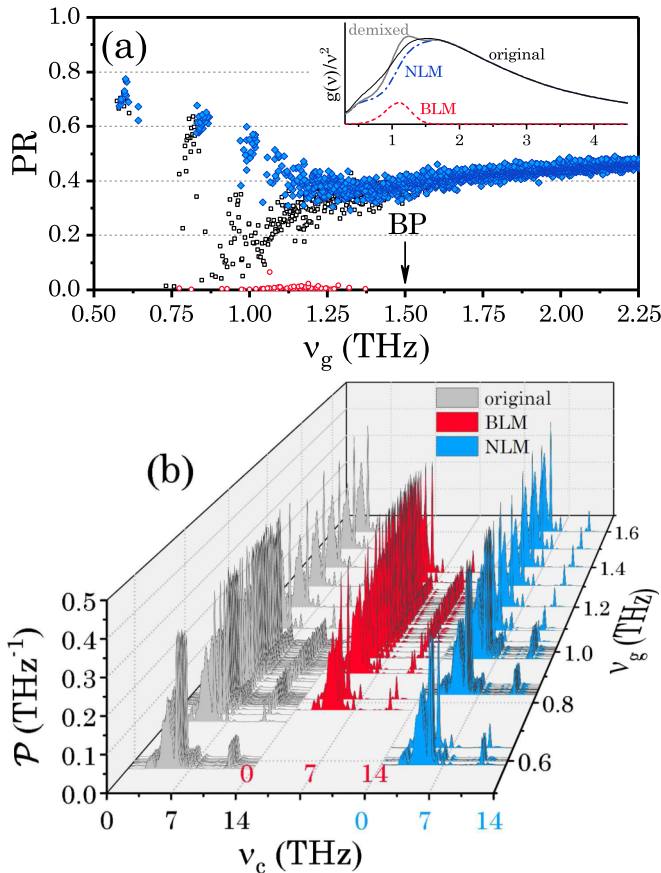 (a)
PR
1.0
0.8
0.6
0.4
0.2
0.0
0.50 0.75 1.00 1.25 1.50 1.75 2.00 2.25
ν_g (THz)
BP
g(ν)/ν²
demixed
NLM
BLM
original
1 2 3 4
(b)
original
BLM
NLM
𝒫 (THz⁻¹)
0.5
0.4
0.3
0.2
0.1
0.0
1.6
1.4
1.2
1.0
0.8
0.6
ν_g (THz)
0 7 14
0 7 14 0 7 14
ν_c (THz)